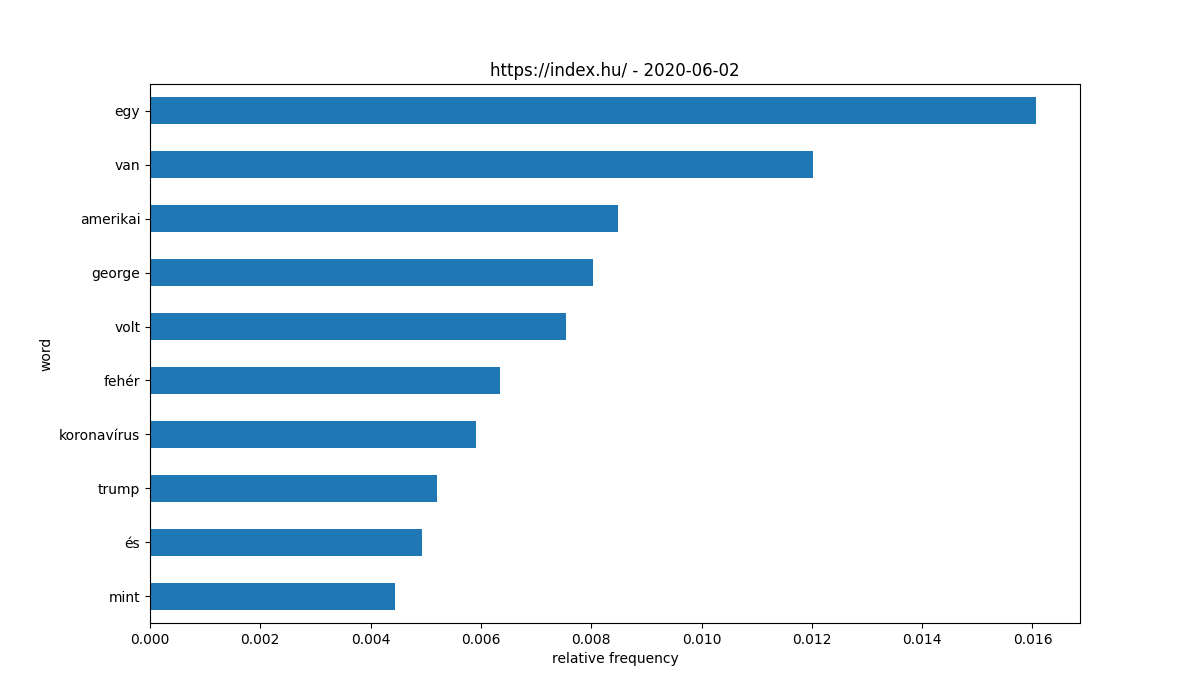 https://index.hu/ - 2020-06-02
egy
van
amerikai
george
volt
fehér
koronavírus
trump
és
mint
word
0.000 0.002 0.004 0.006 0.008 0.010 0.012 0.014 0.016
relative frequency